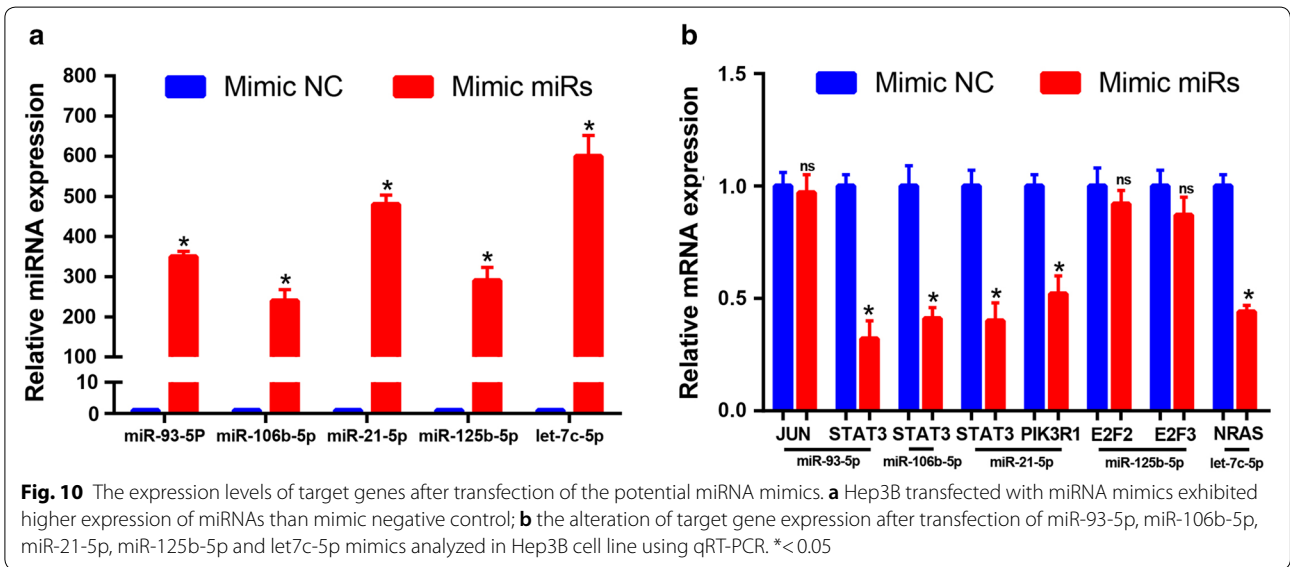 a
Mimic NC
Mimic miRs
Relative miRNA expression
800
700
600
500
400
300
200
100
10
0
*
*
*
*
*
miR-93-5P
miR-106b-5p
miR-21-5p
miR-125b-5p
let-7c-5p
b
Mimic NC
Mimic miRs
Relative mRNA expression
1.5
1.0
0.5
0.0
ns
*
*
*
*
ns
ns
*
JUN
STAT3
STAT3
STAT3
PIK3R1
E2F2
E2F3
NRAS
miR-93-5p
miR-106b-5p
miR-21-5p
miR-125b-5p
let-7c-5p
Fig. 10 The expression levels of target genes after transfection of the potential miRNA mimics. a Hep3B transfected with miRNA mimics exhibited
higher expression of miRNAs than mimic negative control; b the alteration of target gene expression after transfection of miR-93-5p, miR-106b-5p,
miR-21-5p, miR-125b-5p and let7c-5p mimics analyzed in Hep3B cell line using qRT-PCR. *< 0.05